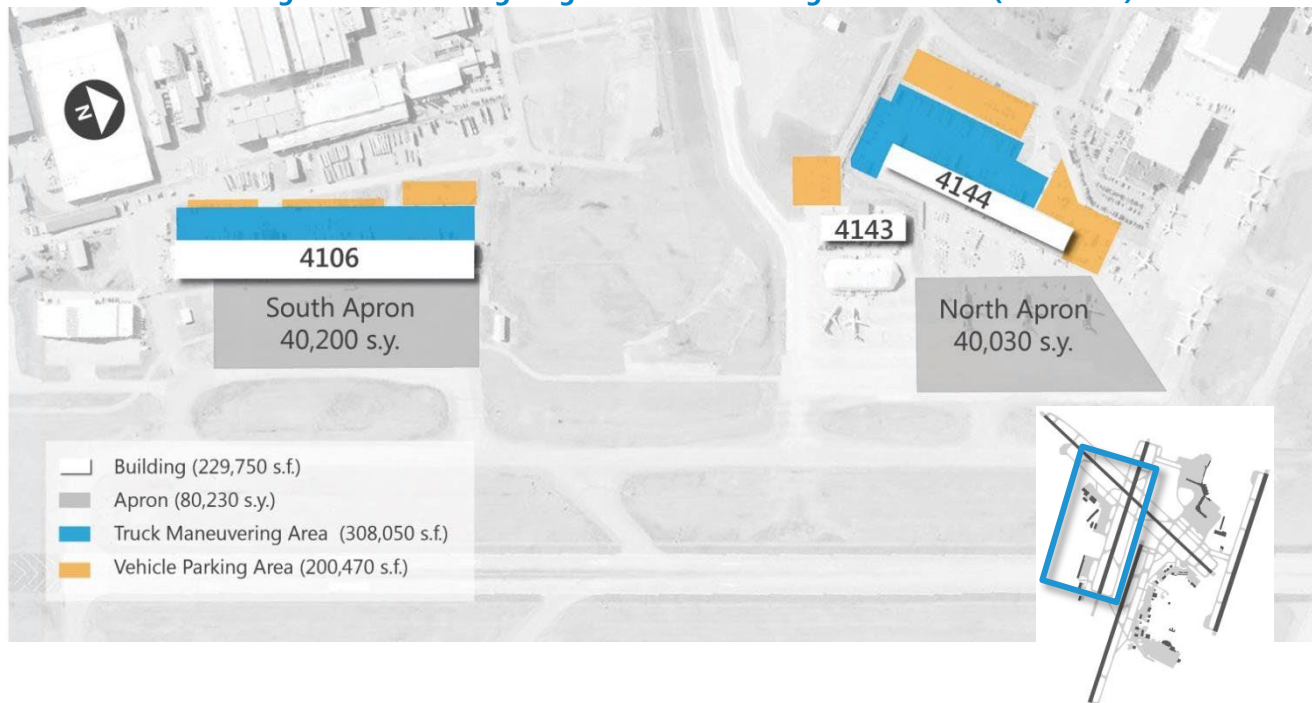 N
4106
South Apron
40,200 s.y.
4144
4143
North Apron
40,030 s.y.
Building (229,750 s.f.)
Apron (80,230 s.y.)
Truck Maneuvering Area (308,050 s.f.)
Vehicle Parking Area (200,470 s.f.)